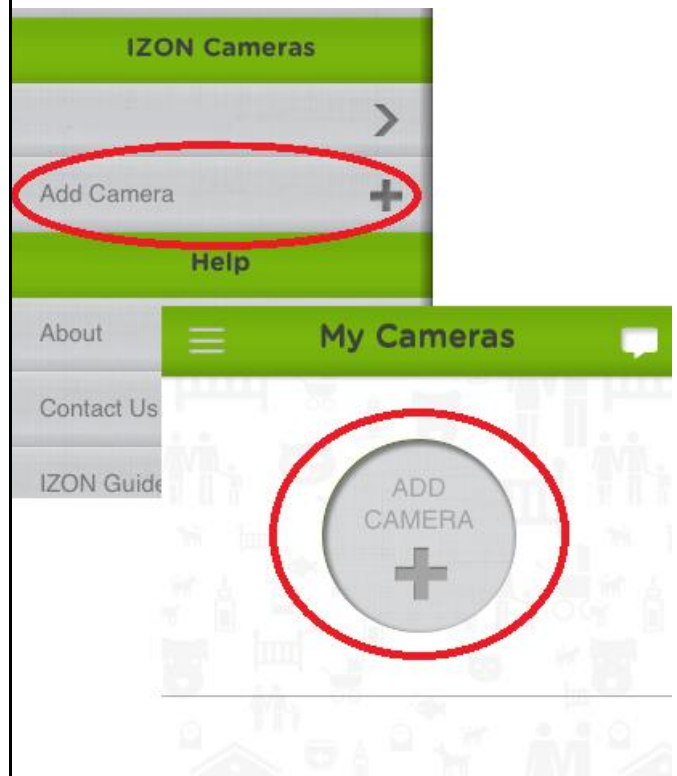 IZON Cameras
Add Camera
Help
About
Contact Us
IZON Guide
My Cameras
ADD
CAMERA